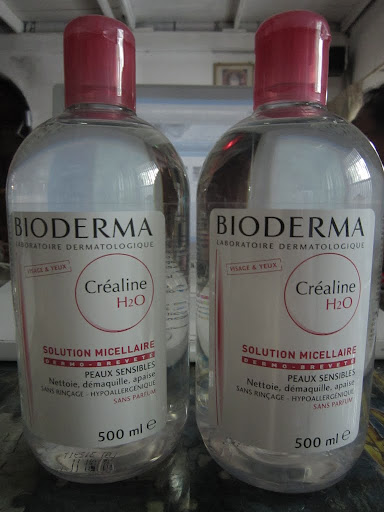 BIODERMA
LABORATOIRE DERMATOLOGIQUE
VISAGE & YEUX
Créaline
H2O
SOLUTION MICELLAIRE
DERMO-BREVETÉ
PEAUX SENSIBLES
Nettoie, démaquille, apaise
SANS RINÇAGE - HYPOALLERGÉNIQUE
SANS PARFUM
500 ml e
BIODERMA
LABORATOIRE DERMATOLOGIQUE
VISAGE & YEUX
Créaline
H2O
SOLUTION MICELLAIRE
DERMO-BREVETÉ
PEAUX SENSIBLES
Nettoie, démaquille, apaise
SANS RINÇAGE - HYPOALLERGÉNIQUE
SANS PARFUM
500 ml e